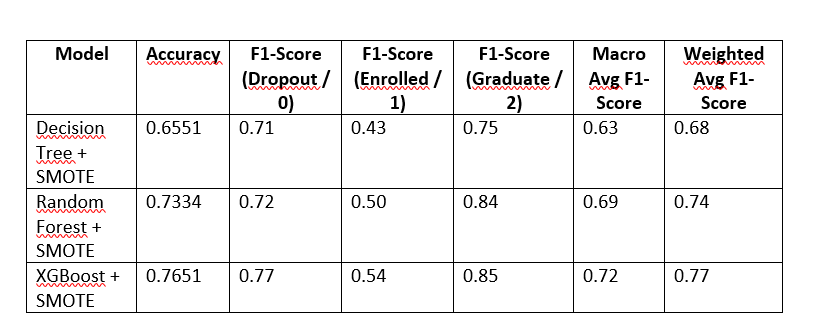 Model Accuracy F1-Score (Dropout / 0) F1-Score (Enrolled / 1) F1-Score (Graduate / 2) Macro Avg F1-Score Weighted Avg F1-Score
Decision Tree + SMOTE 0.6551 0.71 0.43 0.75 0.63 0.68
Random Forest + SMOTE 0.7334 0.72 0.50 0.84 0.69 0.74
XGBoost + SMOTE 0.7651 0.77 0.54 0.85 0.72 0.77